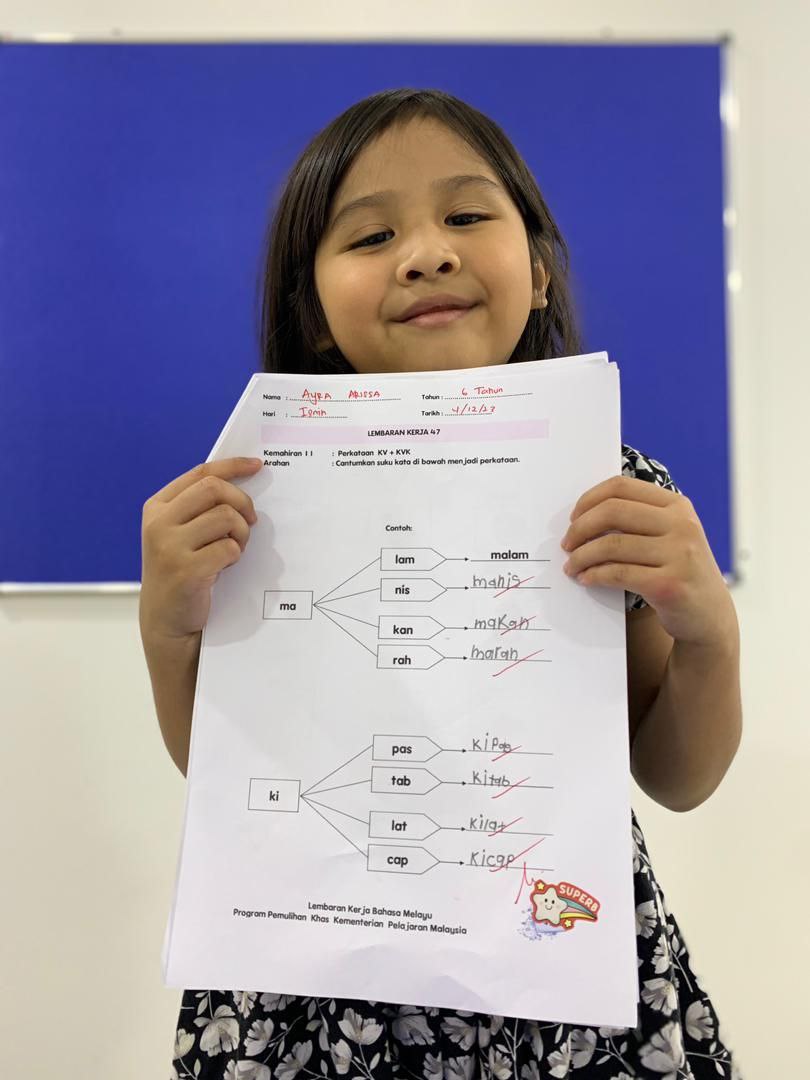 Nama : AYRA ARISSA Tahun : 6 Tahun
Hari : Isnin Tarikh : 4/12/23
LEMBARAN KERJA 47
Kemahiran 11 : Perkataan KV + KVK
Arahan : Cantumkan suku kata di bawah menjadi perkataan.
Contoh:
ma
lam malam
nis manis
kan makan
rah marah
ki
pas kipas
tab kitab
lat kilat
cap kicap
SUPERB
Lembaran Kerja Bahasa Melayu
Program Pemulihan Khas Kementerian Pelajaran Malaysia